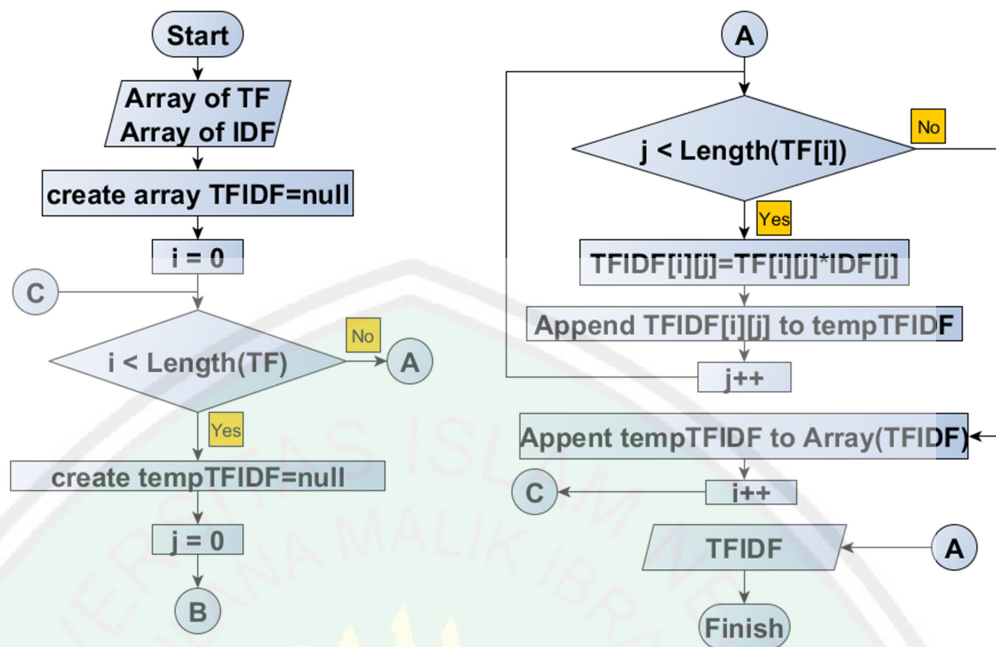 Start
Array of TF
Array of IDF
create array TFIDF=null
i = 0
C
i < Length(TF)
No
A
Yes
create tempTFIDF=null
j = 0
B
A
j < Length(TF[i])
No
Yes
TFIDF[i][j]=TF[i][j]*IDF[j]
Append TFIDF[i][j] to tempTFIDF
j++
Appent tempTFIDF to Array(TFIDF)
C
i++
TFIDF
A
Finish